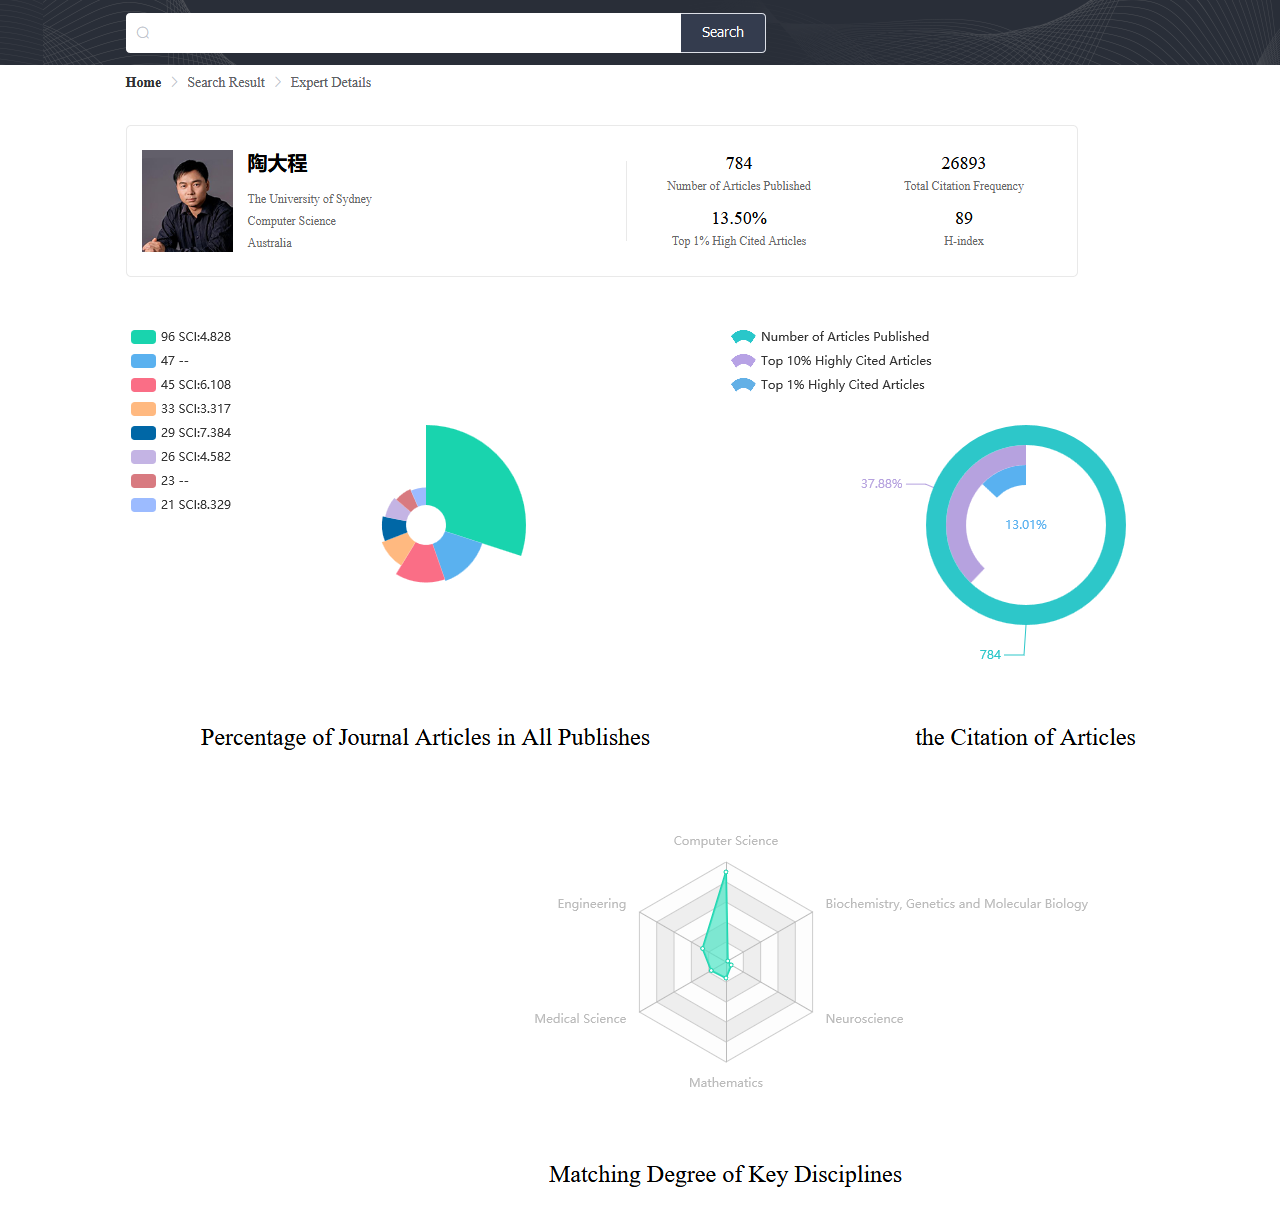 Search
Home
Search Result
Expert Details
陶大程
The University of Sydney
Computer Science
Australia
784
Number of Articles Published
26893
Total Citation Frequency
13.50%
Top 1% High Cited Articles
89
H-index
96 SCI:4.828
47 --
45 SCI:6.108
33 SCI:3.317
29 SCI:7.384
26 SCI:4.582
23 --
21 SCI:8.329
Number of Articles Published
Top 10% Highly Cited Articles
Top 1% Highly Cited Articles
37.88%
13.01%
784
Percentage of Journal Articles in All Publishes
the Citation of Articles
Computer Science
Engineering
Biochemistry, Genetics and Molecular Biology
Medical Science
Neuroscience
Mathematics
Matching Degree of Key Disciplines